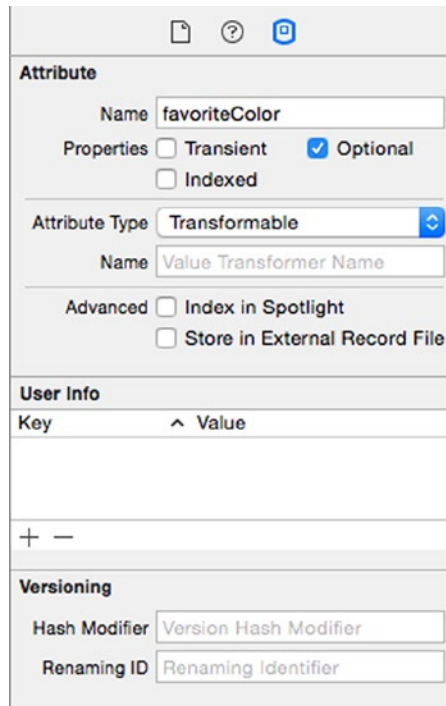 Attribute
Name favoriteColor
Properties Transient Optional
Indexed
Attribute Type Transformable
Name Value Transformer Name
Advanced Index in Spotlight
Store in External Record File
User Info
Key Value
Versioning
Hash Modifier Version Hash Modifier
Renaming ID Renaming Identifier